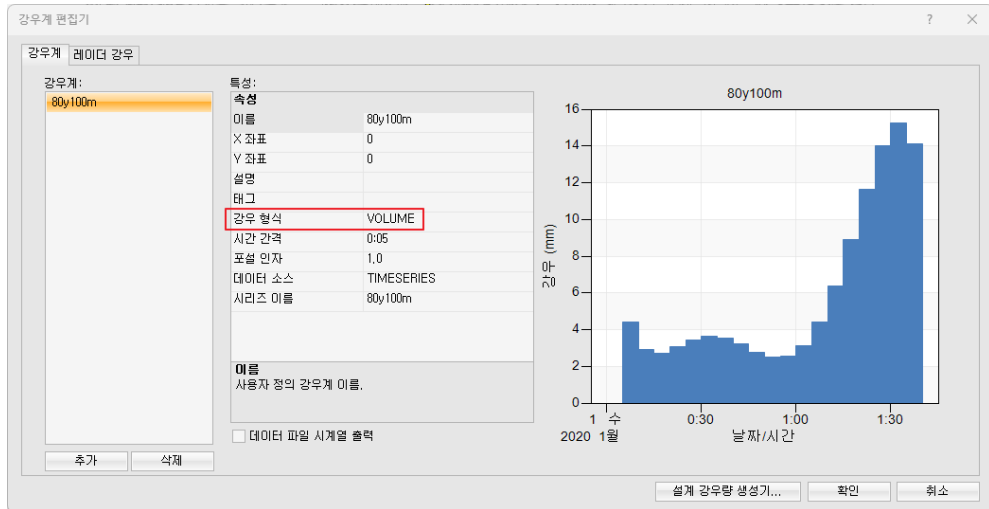 강우계 편집기
? ×
강우계 레이더 강우
강우계:
80y100m
추가 삭제
특성:
속성
이름 80y100m
X 좌표 0
Y 좌표 0
설명
태그
강우 형식 VOLUME
시간 간격 0:05
포설 인자 1.0
데이터 소스 TIMESERIES
시리즈 이름 80y100m
이름
사용자 정의 강우계 이름.
데이터 파일 시계열 출력
80y100m
강우 (mm)
16
14
12
10
8
6
4
2
0
1 수 0:30 1:00 1:30
2020 1월 날짜/시간
설계 강우량 생성기... 확인 취소